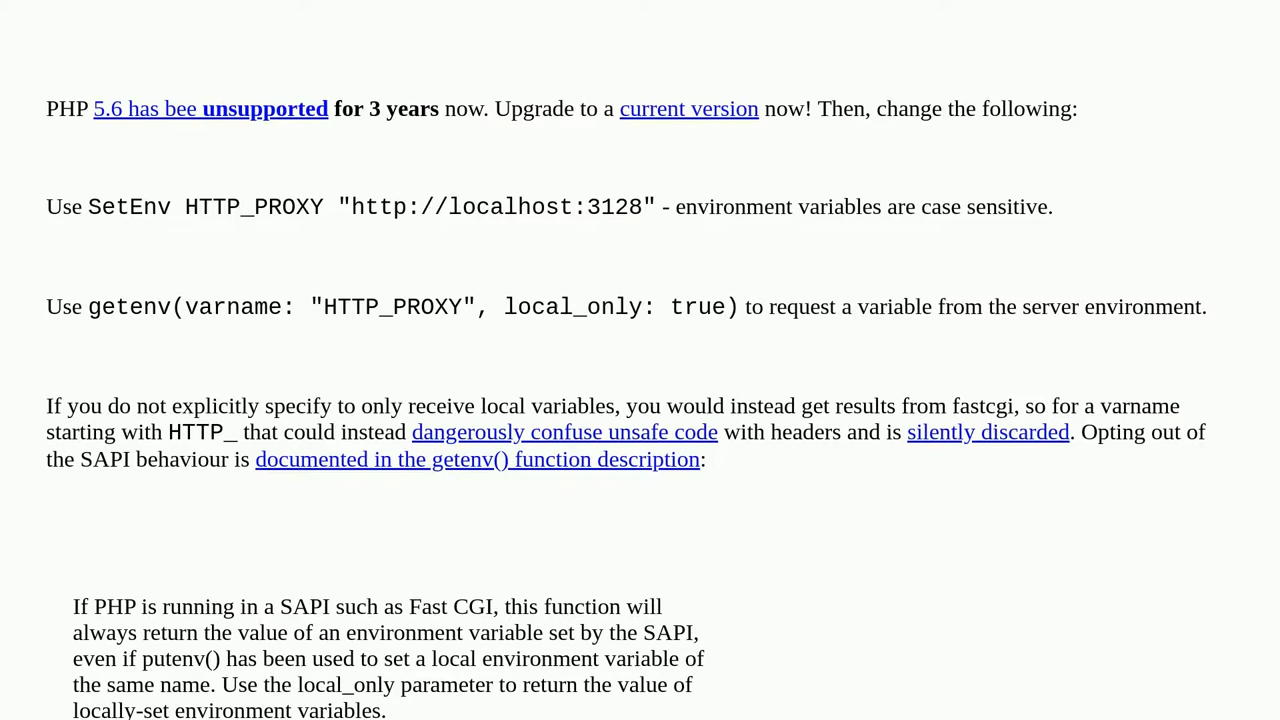 PHP 5.6 has bee unsupported for 3 years now. Upgrade to a current version now! Then, change the following:
Use SetEnv HTTP_PROXY "http://localhost:3128" - environment variables are case sensitive.
Use getenv(varname: "HTTP_PROXY", local_only: true) to request a variable from the server environment.
If you do not explicitly specify to only receive local variables, you would instead get results from fastcgi, so for a varname
starting with HTTP_ that could instead dangerously confuse unsafe code with headers and is silently discarded. Opting out of
the SAPI behaviour is documented in the getenv() function description:
If PHP is running in a SAPI such as Fast CGI, this function will
always return the value of an environment variable set by the SAPI,
even if putenv() has been used to set a local environment variable of
the same name. Use the local_only parameter to return the value of
locally-set environment variables.